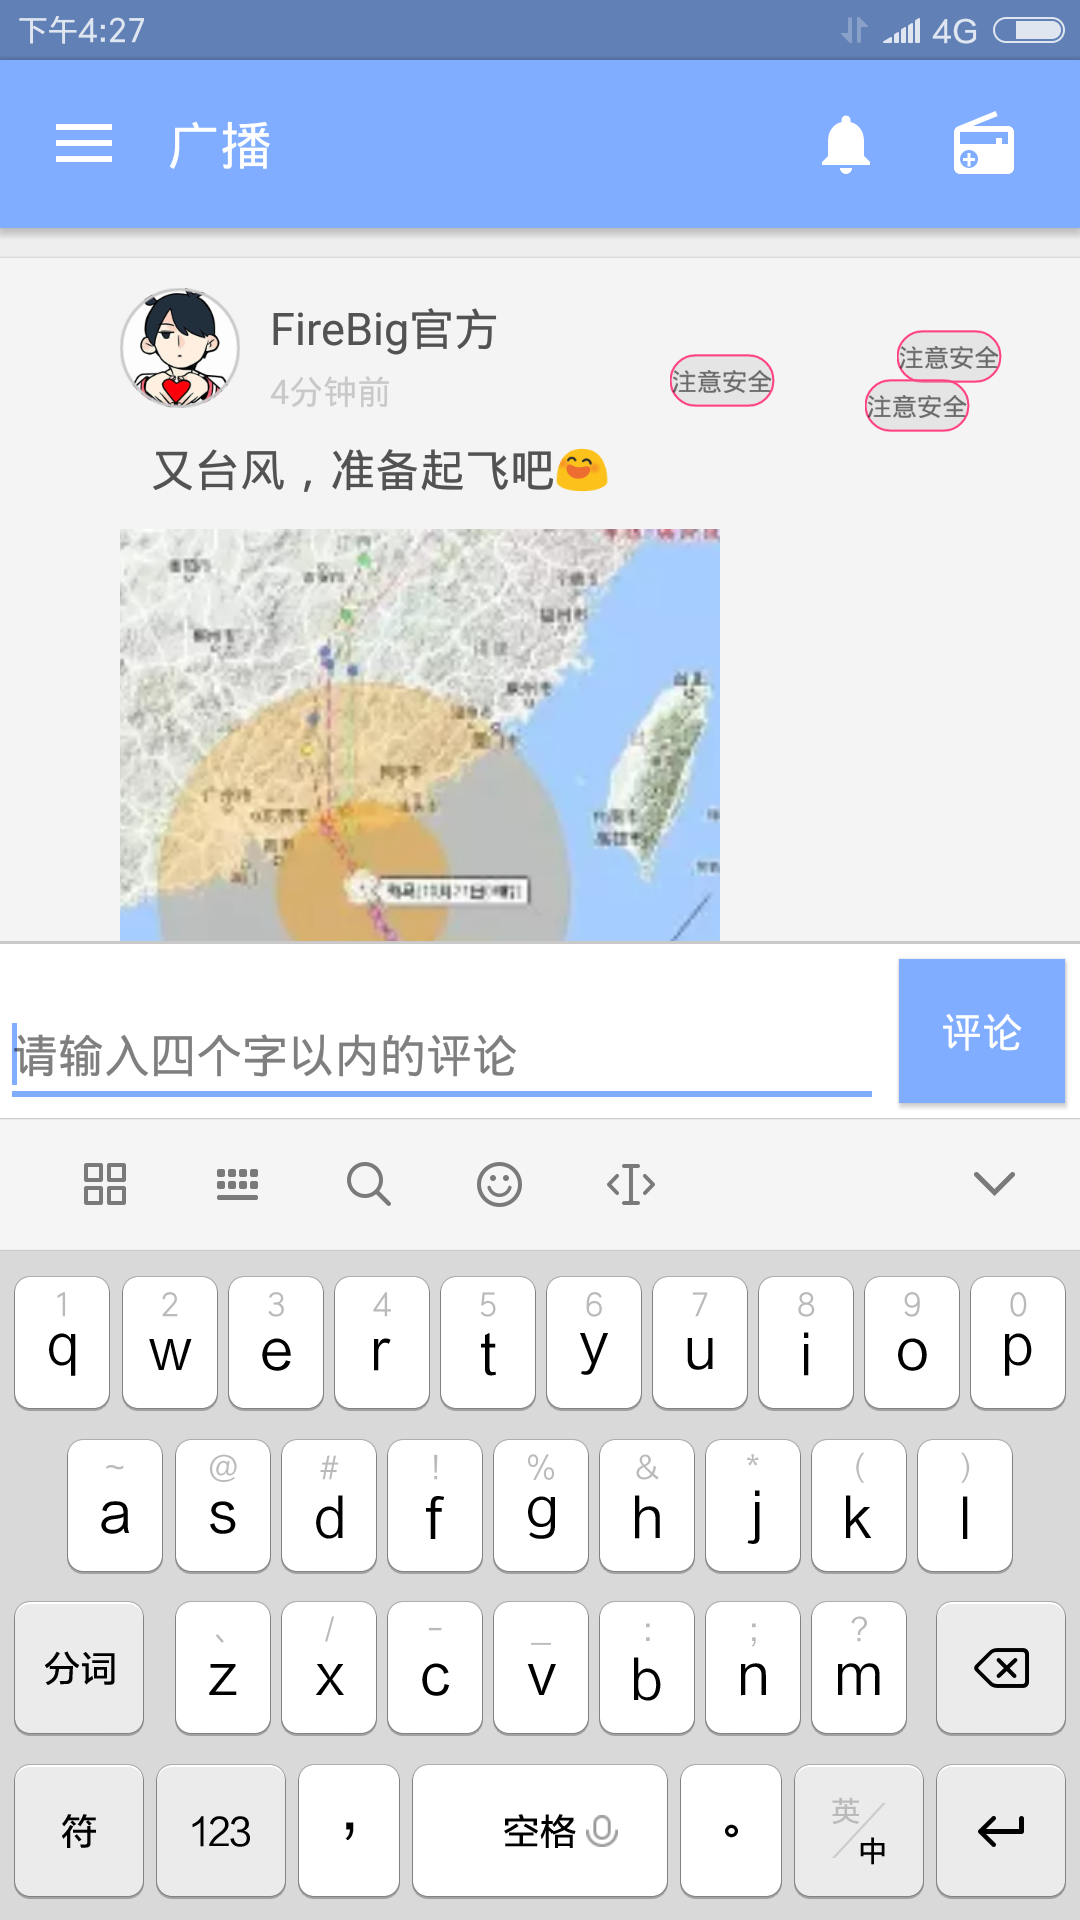 下午4:27
4G
广播
FireBig官方
4分钟前
注意安全
注意安全
注意安全
又台风，准备起飞吧
请输入四个字以内的评论
评论
1 2 3 4 5 6 7 8 9 0
q w e r t y u i o p
~ @ # ! % & * ( )
a s d f g h j k l
、 / - _ : ; ?
分词 z x c v b n m
符 123 ， 空格 。 英/中